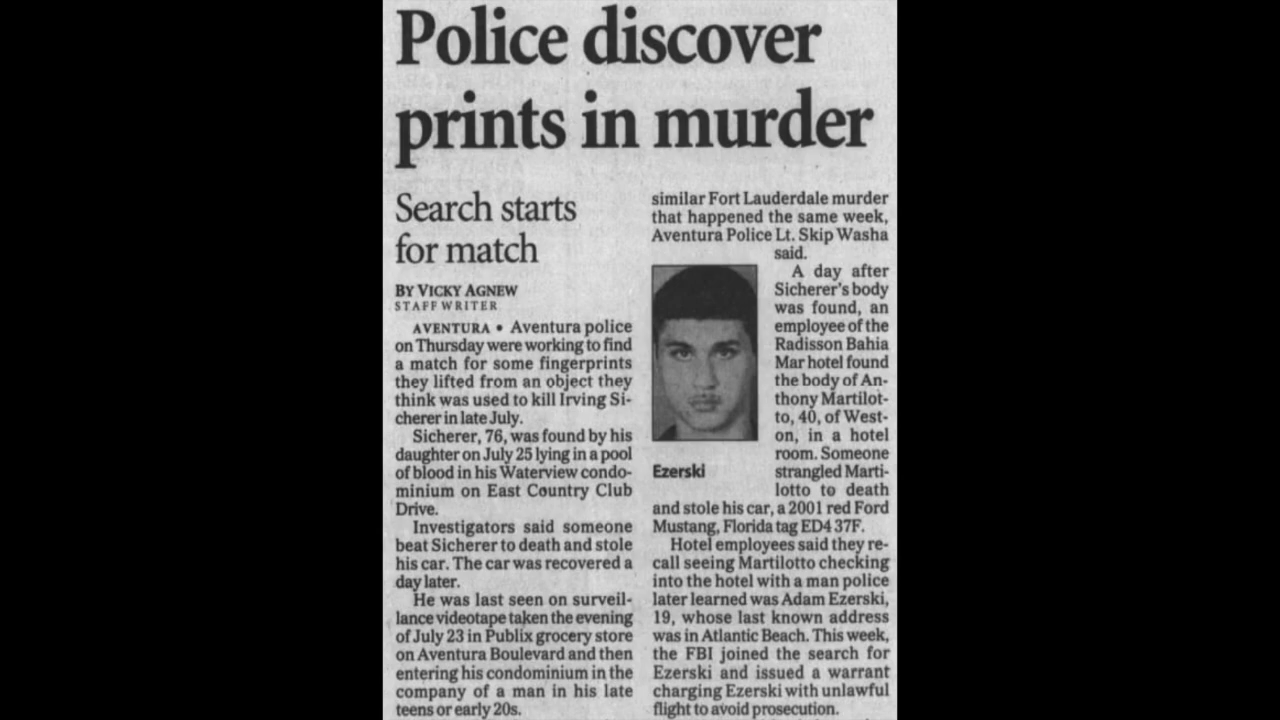 Police discover
prints in murder
Search starts
for match
BY VICKY AGNEW
STAFF WRITER
AVENTURA • Aventura police
on Thursday were working to find
a match for some fingerprints
they lifted from an object they
think was used to kill Irving Si-
cherer in late July.
Sicherer, 76, was found by his
daughter on July 25 lying in a pool
of blood in his Waterview condo-
minium on East Country Club
Drive.
Investigators said someone
beat Sicherer to death and stole
his car. The car was recovered a
day later.
He was last seen on surveil-
lance videotape taken the evening
of July 23 in Publix grocery store
on Aventura Boulevard and then
entering his condominium in the
company of a man in his late
teens or early 20s.
similar Fort Lauderdale murder
that happened the same week,
Aventura Police Lt. Skip Washa
said.
A day after
Sicherer's body
was found, an
employee of the
Radisson Bahia
Mar hotel found
the body of An-
thony Martilot-
to, 40, of West-
on, in a hotel
room. Someone
strangled Marti-
lotto to death
Ezerski
and stole his car, a 2001 red Ford
Mustang, Florida tag ED4 37F.
Hotel employees said they re-
call seeing Martilotto checking
into the hotel with a man police
later learned was Adam Ezerski,
19, whose last known address
was in Atlantic Beach. This week,
the FBI joined the search for
Ezerski and issued a warrant
charging Ezerski with unlawful
flight to avoid prosecution.